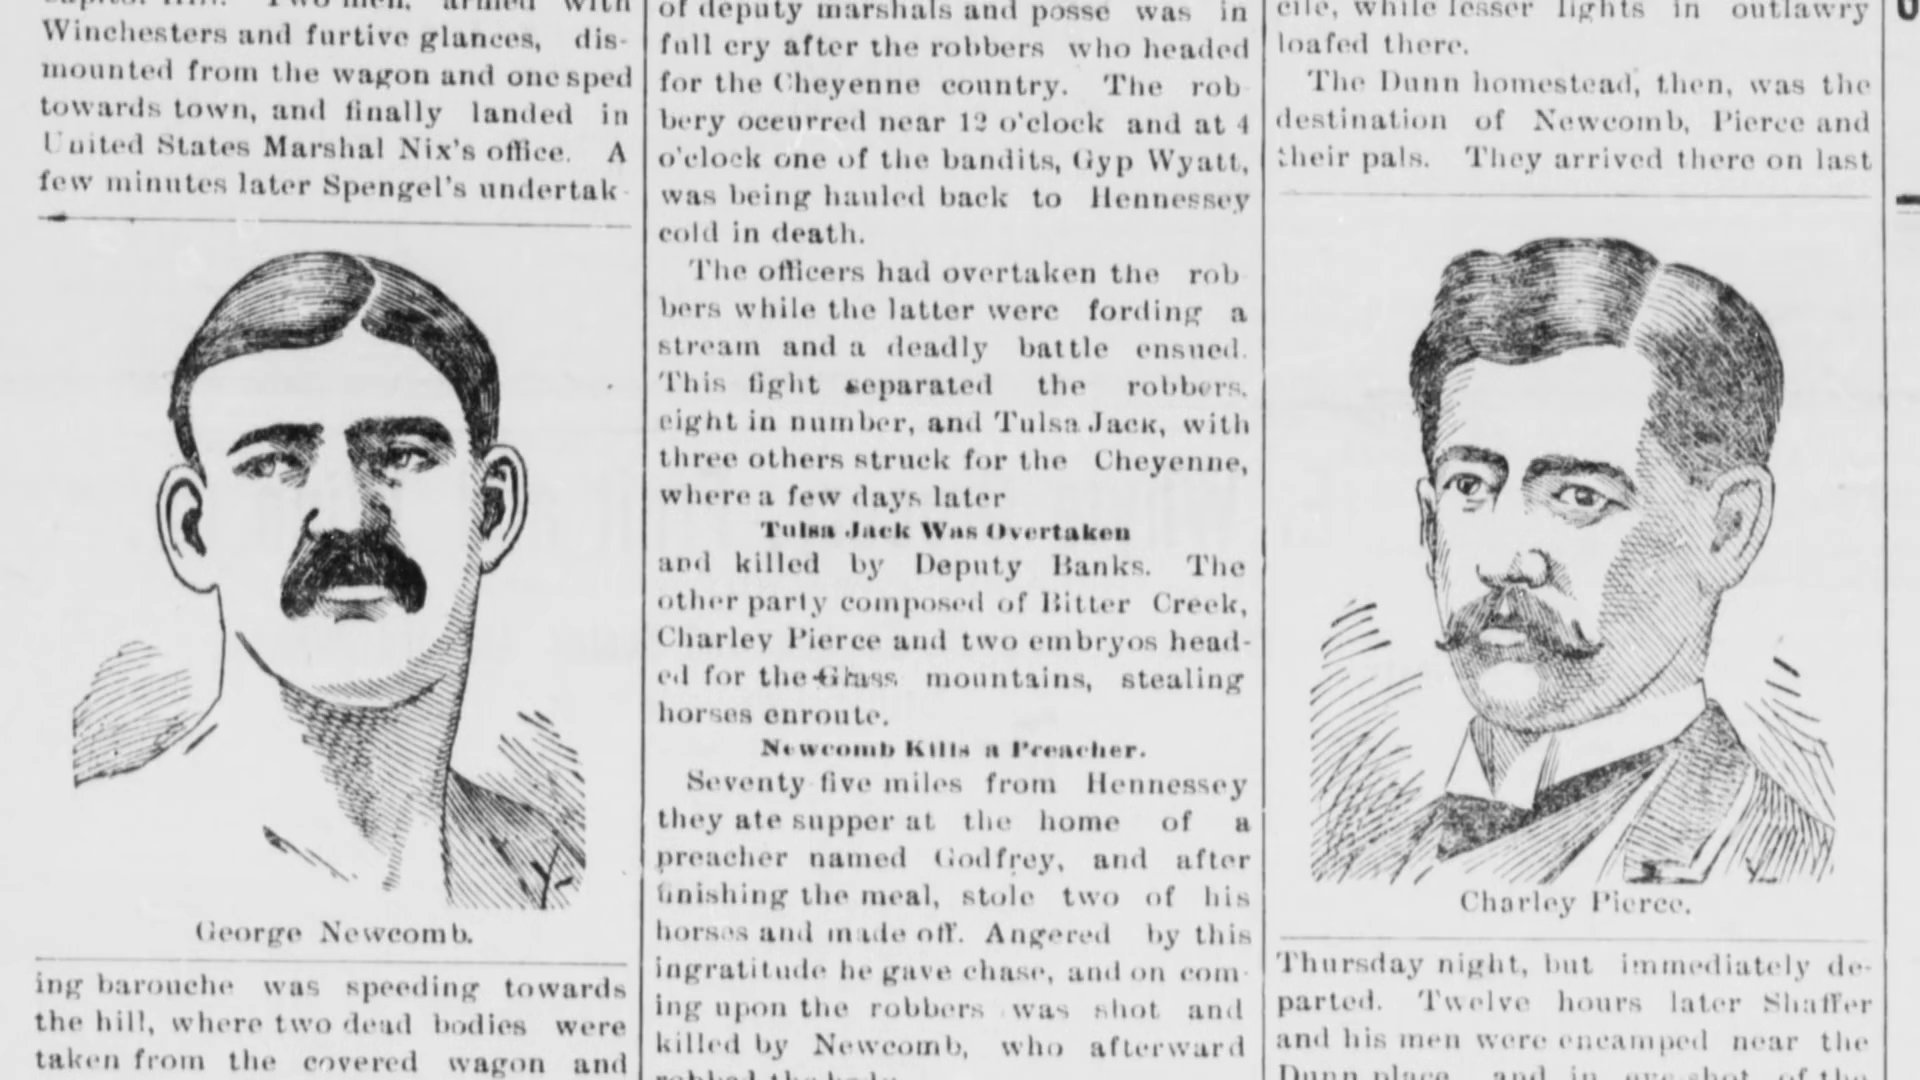 Winchesters and furtive glances, dis-
mounted from the wagon and one sped
towards town, and finally landed in
United States Marshal Nix's office. A
few minutes later Spengel's undertak-
George Newcomb.
ing barouche was speeding towards
the hill, where two dead bodies were
taken from the covered wagon and
of deputy marshals and posse was in
full cry after the robbers who headed
for the Cheyenne country. The rob
bery occurred near 12 o'clock and at 4
o'clock one of the bandits, Gyp Wyatt,
was being hauled back to Hennessey
cold in death.
The officers had overtaken the rob
bers while the latter were fording a
stream and a deadly battle ensued.
This fight separated the robbers,
eight in number, and Tulsa Jack, with
three others struck for the Cheyenne,
where a few days later
Tulsa Jack Was Overtaken
and killed by Deputy Banks. The
other party composed of Bitter Creek,
Charley Pierce and two embryos head-
ed for the Glass mountains, stealing
horses enroute.
Newcomb Kills a Preacher.
Seventy five miles from Hennessey
they ate supper at the home of a
preacher named Godfrey, and after
finishing the meal, stole two of his
horses and made off. Angered by this
ingratitude he gave chase, and on com-
ing upon the robbers was shot and
killed by Newcomb, who afterward
cile, while lesser lights in outlawry
loafed there.
The Dunn homestead, then, was the
destination of Newcomb, Pierce and
their pals. They arrived there on last
Charley Pierce.
Thursday night, but immediately de-
parted. Twelve hours later Shaffer
and his men were encamped near the
Dunn place, and in